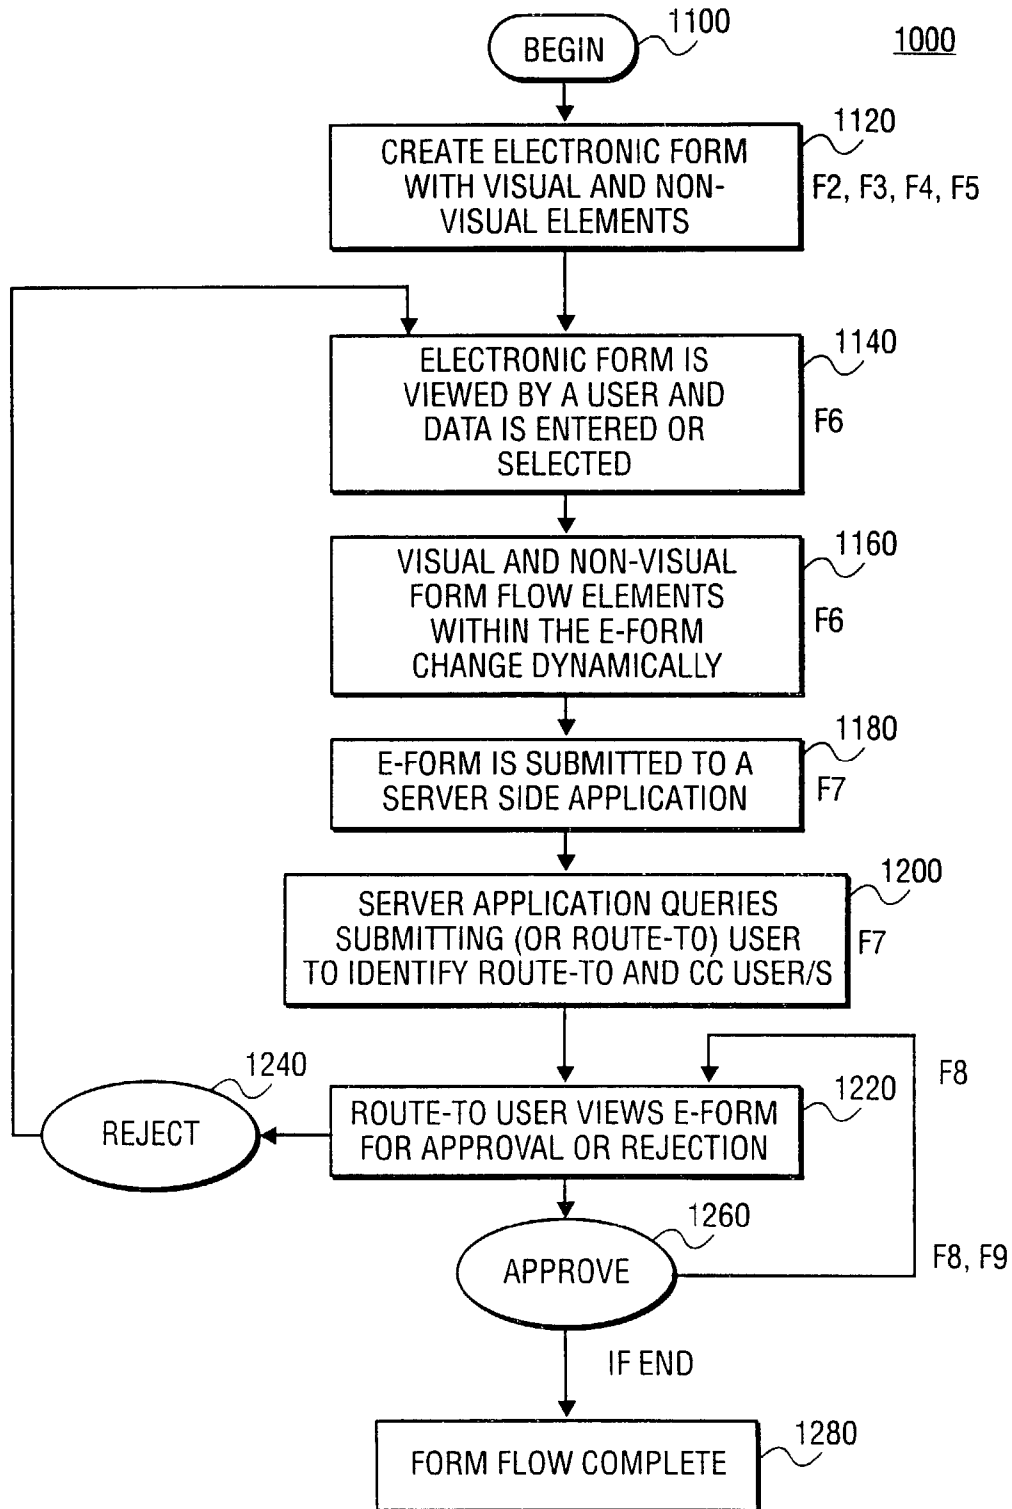 1100
1000
BEGIN
1120
CREATE ELECTRONIC FORM
WITH VISUAL AND NON-
VISUAL ELEMENTS
F2, F3, F4, F5
1140
ELECTRONIC FORM IS
VIEWED BY A USER AND
DATA IS ENTERED OR
SELECTED
F6
1160
VISUAL AND NON-VISUAL
FORM FLOW ELEMENTS
WITHIN THE E-FORM
CHANGE DYNAMICALLY
F6
1180
E-FORM IS SUBMITTED TO A
SERVER SIDE APPLICATION
F7
1200
SERVER APPLICATION QUERIES
SUBMITTING (OR ROUTE-TO) USER
TO IDENTIFY ROUTE-TO AND CC USER/S
F7
1240
REJECT
F8
1220
ROUTE-TO USER VIEWS E-FORM
FOR APPROVAL OR REJECTION
1260
APPROVE
F8, F9
IF END
1280
FORM FLOW COMPLETE